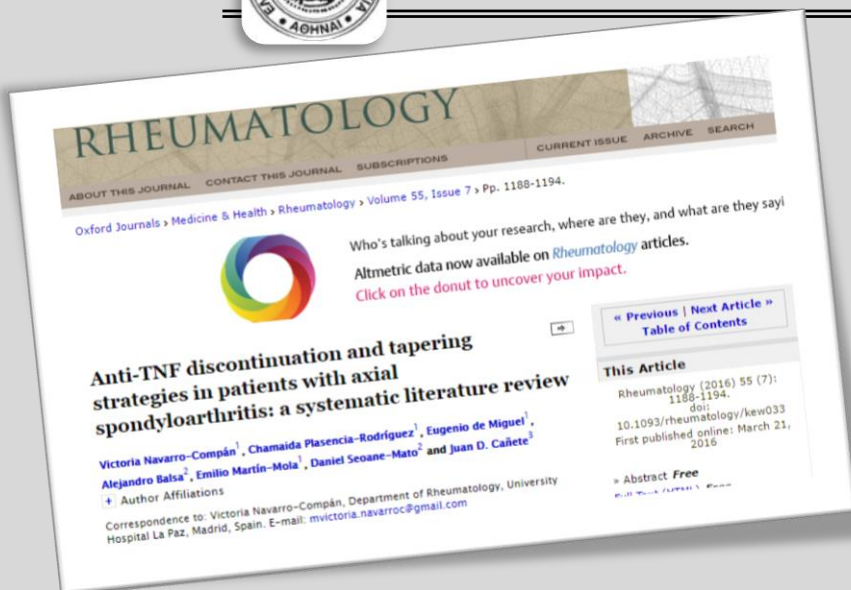 ΑΘΗΝΑΙ
RHEUMATOLOGY
ABOUT THIS JOURNAL CONTACT THIS JOURNAL SUBSCRIPTIONS CURRENT ISSUE ARCHIVE SEARCH
Oxford Journals > Medicine & Health > Rheumatology > Volume 55, Issue 7 > Pp. 1188-1194.
Who's talking about your research, where are they, and what are they sayi
Altmetric data now available on Rheumatology articles.
Click on the donut to uncover your impact.
Anti-TNF discontinuation and tapering
strategies in patients with axial
spondyloarthritis: a systematic literature review
Victoria Navarro-Compán1, Chamaida Plasencia-Rodríguez1, Eugenio de Miguel1,
Alejandro Balsa2, Emilio Martín-Mola1, Daniel Seoane-Mato2 and Juan D. Cañete3
+ Author Affiliations
Correspondence to: Victoria Navarro-Compán, Department of Rheumatology, University
Hospital La Paz, Madrid, Spain. E-mail: mvictoria.navarroc@gmail.com
« Previous | Next Article »
Table of Contents
This Article
Rheumatology (2016) 55 (7):
1188-1194.
doi:
10.1093/rheumatology/kew033
First published online: March 21,
2016
» Abstract Free